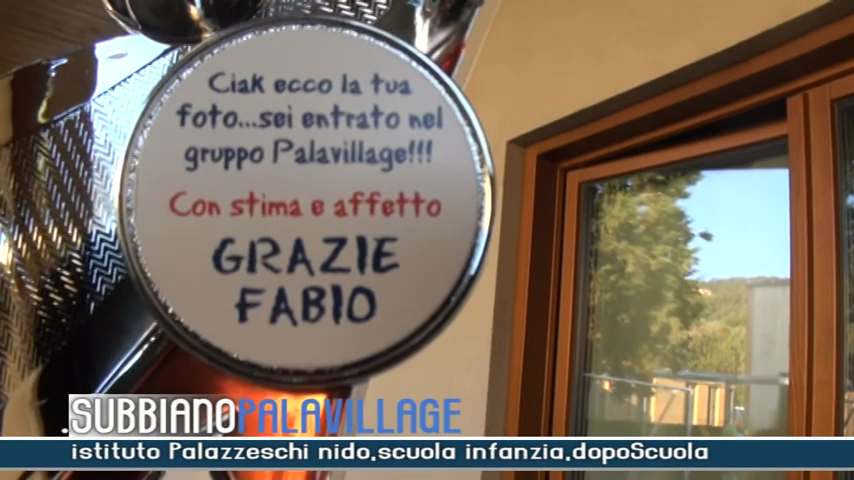 Ciak ecco la tua
foto...sei entrato nel
gruppo Palavillage!!!
Con stima e affetto
GRAZIE
FABIO
.SUBBIANOPALAVILLAGE
istituto Palazzeschi nido.scuola infanzia.dopoScuola